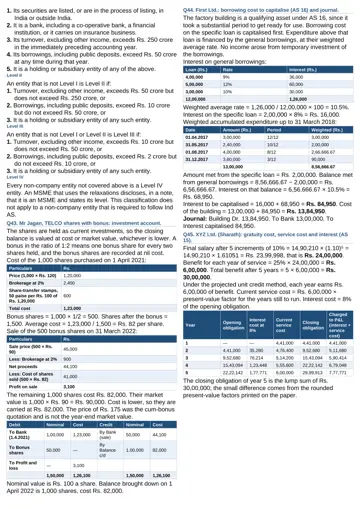 1. Its securities are listed, or are in the process of listing, in
India or outside India.
2. It is a bank, including a co-operative bank, a financial
institution, or it carries on insurance business.
3. Its turnover, excluding other income, exceeds Rs. 250 crore
in the immediately preceding accounting year.
4. Its borrowings, including public deposits, exceed Rs. 50 crore
at any time during that year.
5. It is a holding or subsidiary entity of any of the above.
Level II
An entity that is not Level I is Level II if:
1. Turnover, excluding other income, exceeds Rs. 50 crore but
does not exceed Rs. 250 crore, or
2. Borrowings, including public deposits, exceed Rs. 10 crore
but do not exceed Rs. 50 crore, or
3. It is a holding or subsidiary entity of any such entity.
Level III
An entity that is not Level I or Level II is Level III if:
1. Turnover, excluding other income, exceeds Rs. 10 crore but
does not exceed Rs. 50 crore, or
2. Borrowings, including public deposits, exceed Rs. 2 crore but
do not exceed Rs. 10 crore, or
3. It is a holding or subsidiary entity of any such entity.
Level IV
Every non-company entity not covered above is a Level IV
entity. An MSME that uses the relaxations discloses, in a note,
that it is an MSME and states its level. This classification does
not apply to a non-company entity that is required to follow Ind
AS.
Q43. Mr Gajan, TELCO shares with bonus: investment account.
The shares are held as current investments, so the closing
balance is valued at cost or market value, whichever is lower. A
bonus in the ratio of 1:2 means one bonus share for every two
shares held, and the bonus shares are recorded at nil cost.
Cost of the 1,000 shares purchased on 1 April 2021:
Particulars Rs.
Price (1,000 × Rs. 120) 1,20,000
Brokerage at 2% 2,400
Share-transfer stamps,
50 paise per Rs. 100 of
Rs. 1,20,000 600
Total cost 1,23,000
Bonus shares = 1,000 × 1/2 = 500. Shares after the bonus =
1,500. Average cost = 1,23,000 / 1,500 = Rs. 82 per share.
Sale of the 500 bonus shares on 31 March 2022:
Particulars Rs.
Sale price (500 × Rs.
90) 45,000
Less: Brokerage at 2% 900
Net proceeds 44,100
Less: Cost of shares
sold (500 × Rs. 82) 41,000
Profit on sale 3,100
The remaining 1,000 shares cost Rs. 82,000. Their market
value is 1,000 × Rs. 90 = Rs. 90,000. Cost is lower, so they are
carried at Rs. 82,000. The price of Rs. 175 was the cum-bonus
quotation and is not the year-end market value.
Debit Nominal Cost Credit Nominal Cost
To Bank
(1.4.2021) 1,00,000 1,23,000 By Bank
(sale) 50,000 44,100
To Bonus
shares 50,000 — By
Balance
c/d 1,00,000 82,000
To Profit and
loss — 3,100
1,50,000 1,26,100 1,50,000 1,26,100
Nominal value is Rs. 100 a share. Balance brought down on 1
April 2022 is 1,000 shares, cost Rs. 82,000.
Q44. First Ltd.: borrowing cost to capitalise (AS 16) and journal.
The factory building is a qualifying asset under AS 16, since it
took a substantial period to get ready for use. Borrowing cost
on the specific loan is capitalised first. Expenditure above that
loan is financed by the general borrowings, at their weighted
average rate. No income arose from temporary investment of
the borrowings.
Interest on general borrowings:
Loan (Rs.) Rate Interest (Rs.)
4,00,000 9% 36,000
5,00,000 12% 60,000
3,00,000 10% 30,000
12,00,000 1,26,000
Weighted average rate = 1,26,000 / 12,00,000 × 100 = 10.5%.
Interest on the specific loan = 2,00,000 × 8% = Rs. 16,000.
Weighted accumulated expenditure up to 31 March 2018:
Date Amount (Rs.) Period Weighted (Rs.)
01.04.2017 3,00,000 12/12 3,00,000
31.05.2017 2,40,000 10/12 2,00,000
01.08.2017 4,00,000 8/12 2,66,666.67
31.12.2017 3,60,000 3/12 90,000
13,00,000 8,56,666.67
Amount met from the specific loan = Rs. 2,00,000. Balance
from general borrowings = 8,56,666.67 − 2,00,000 = Rs.
6,56,666.67. Interest on that balance = 6,56,666.67 × 10.5% =
Rs. 68,950.
Interest to be capitalised = 16,000 + 68,950 = Rs. 84,950. Cost
of the building = 13,00,000 + 84,950 = Rs. 13,84,950.
Journal: Building Dr. 13,84,950. To Bank 13,00,000. To
Interest capitalised 84,950.
Q45. XYZ Ltd. (Sharath): gratuity cost, service cost and interest (AS
15).
Final salary after 5 increments of 10% = 14,90,210 × (1.10)⁵ =
14,90,210 × 1.61051 = Rs. 23,99,998, that is Rs. 24,00,000.
Benefit for each year of service = 25% × 24,00,000 = Rs.
6,00,000. Total benefit after 5 years = 5 × 6,00,000 = Rs.
30,00,000.
Under the projected unit credit method, each year earns Rs.
6,00,000 of benefit. Current service cost = Rs. 6,00,000 ×
present-value factor for the years still to run. Interest cost = 8%
of the opening obligation
Year Opening
obligation Interest
cost at
8% Current
service
cost Closing
obligation Charged
to P&L
(interest +
service
cost)
1 — — 4,41,000 4,41,000 4,41,000
2 4,41,000 35,280 4,76,400 9,52,680 5,11,680
3 9,52,680 76,214 5,14,200 15,43,094 5,90,414
4 15,43,094 1,23,448 5,55,600 22,22,142 6,79,048
5 22,22,142 1,77,771 6,00,000 29,99,913 7,77,771
The closing obligation of year 5 is the lump sum of Rs.
30,00,000; the small difference comes from the rounded
present-value factors printed on the paper.